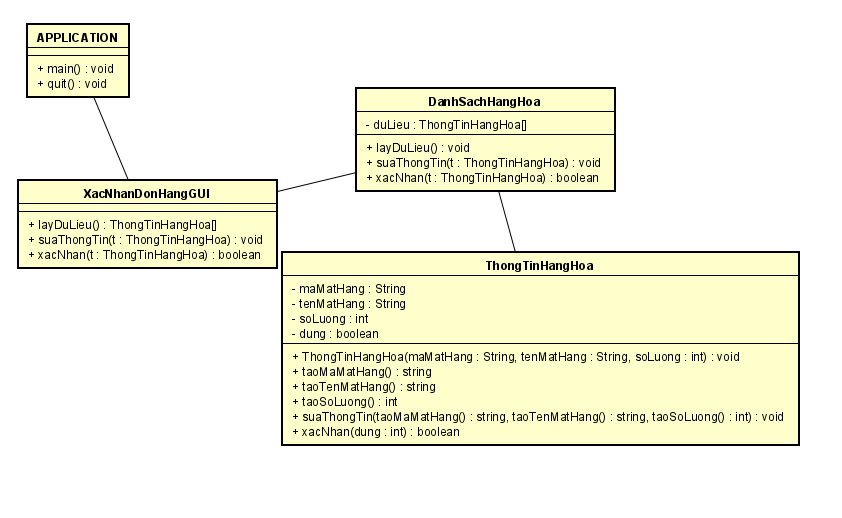 APPLICATION
+ main() : void
+ quit() : void
DanhSachHangHoa
- duLieu : ThongTinHangHoa[]
+ layDuLieu() : void
+ suaThongTin(t : ThongTinHangHoa) : void
+ xacNhan(t : ThongTinHangHoa) : boolean
XacNhanDonHangGUI
+ layDuLieu() : ThongTinHangHoa[]
+ suaThongTin(t : ThongTinHangHoa) : void
+ xacNhan(t : ThongTinHangHoa) : boolean
ThongTinHangHoa
- maMatHang : String
- tenMatHang : String
- soLuong : int
- dung : boolean
+ ThongTinHangHoa(maMatHang : String, tenMatHang : String, soLuong : int) : void
+ taoMaMatHang() : string
+ taoTenMatHang() : string
+ taoSoLuong() : int
+ suaThongTin(taoMaMatHang() : string, taoTenMatHang() : string, taoSoLuong() : int) : void
+ xacNhan(dung : int) : boolean